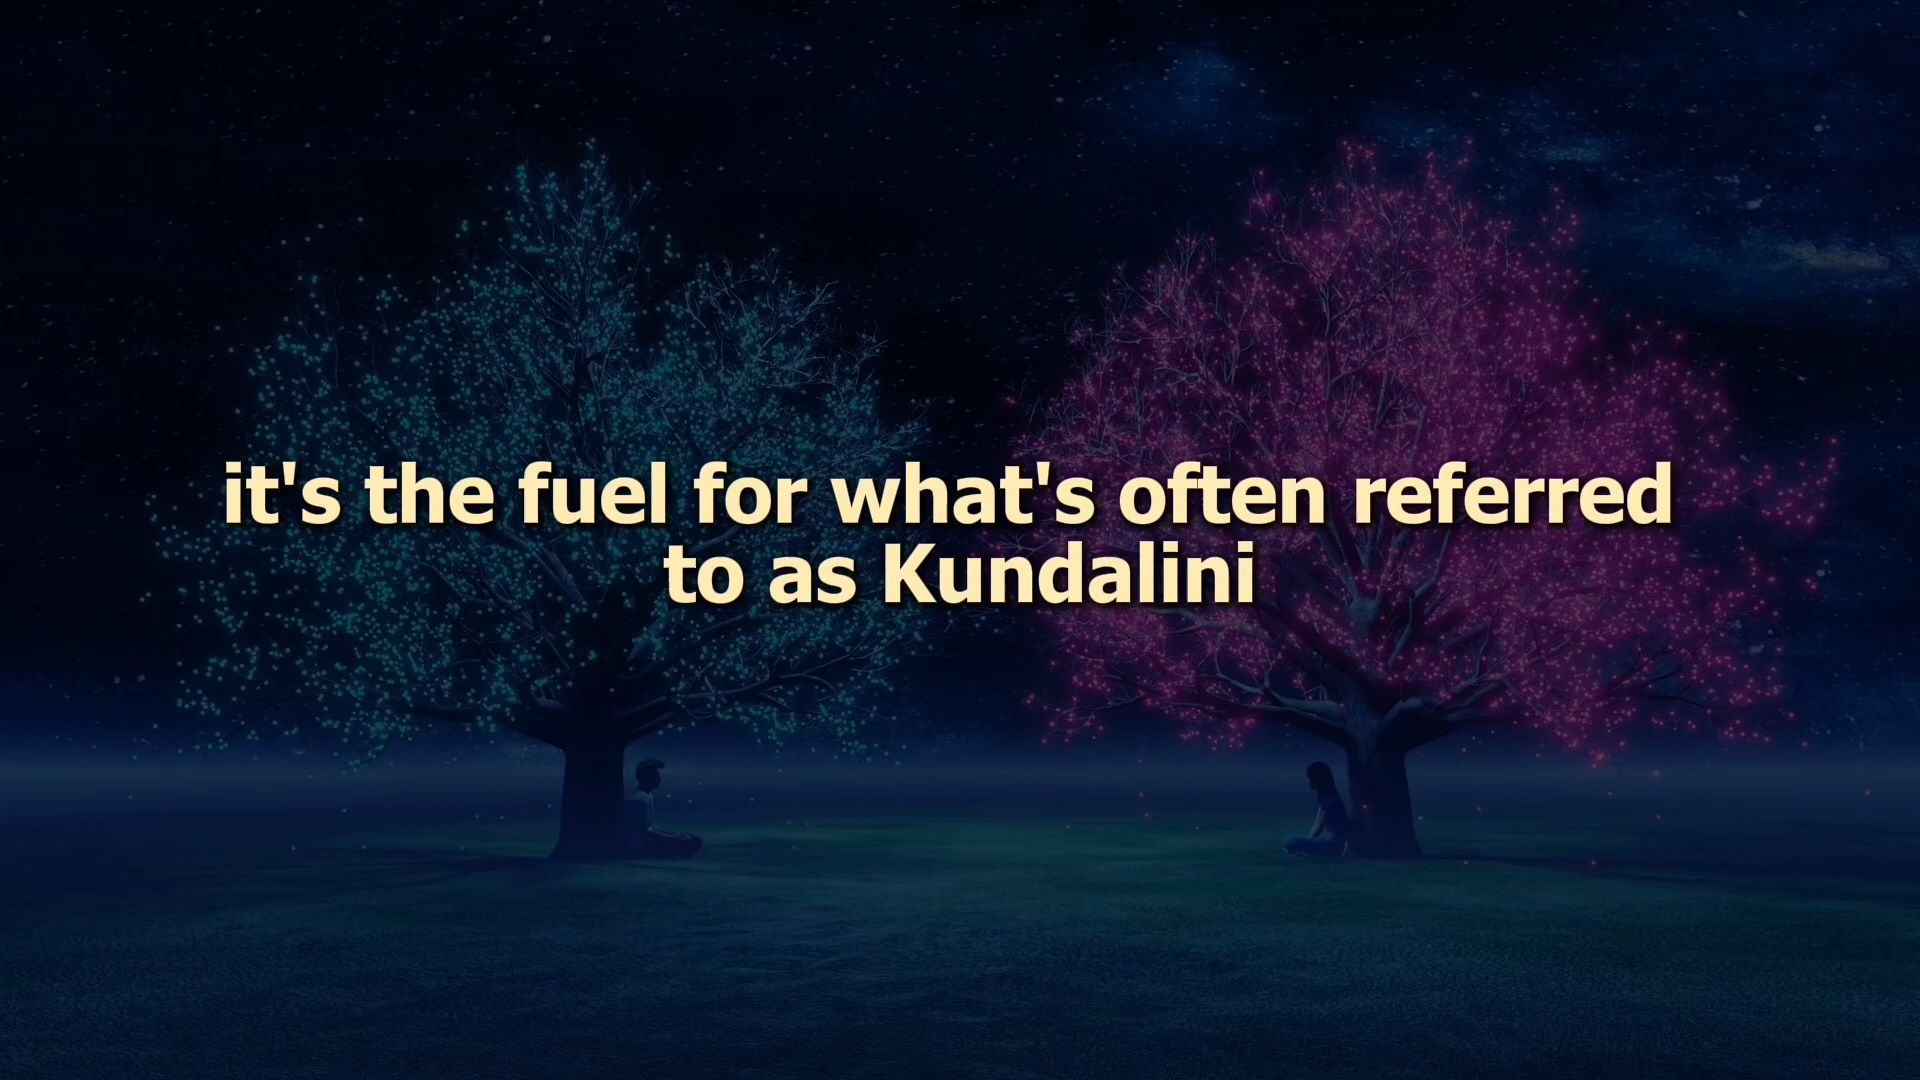 it's the fuel for what's often referred
to as Kundalini